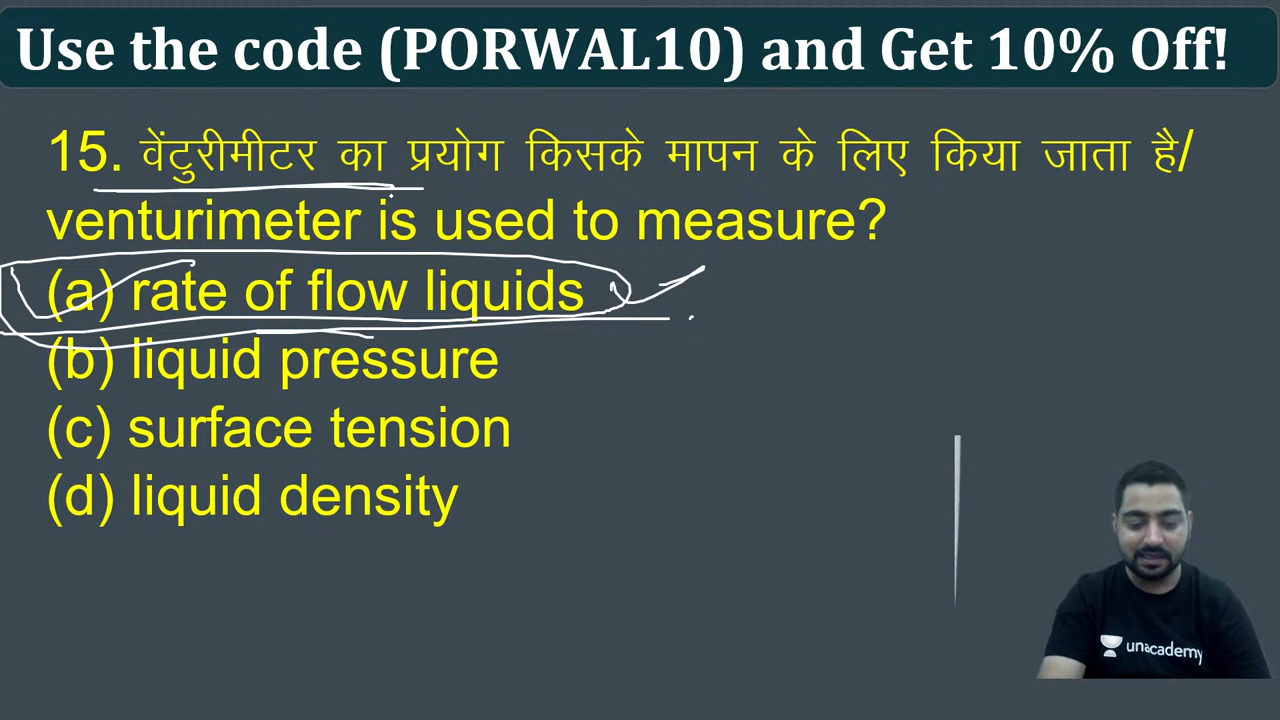 Use the code (PORWAL10) and Get 10% Off!
15. वेंटुरीमीटर का प्रयोग किसके मापन के लिए किया जाता है/
venturimeter is used to measure?
(a) rate of flow liquids
(b) liquid pressure
(c) surface tension
(d) liquid density
unacademy